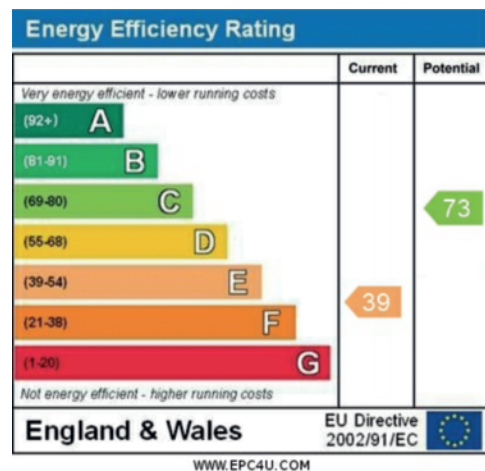 Energy Efficiency Rating
Current Potential
Very energy efficient - lower running costs
(92+) A
(81-91) B
(69-80) C
73
(55-68) D
(39-54) E
39
(21-38) F
(1-20) G
Not energy efficient - higher running costs
England & Wales
EU Directive
2002/91/EC
WWW.EPC4U.COM